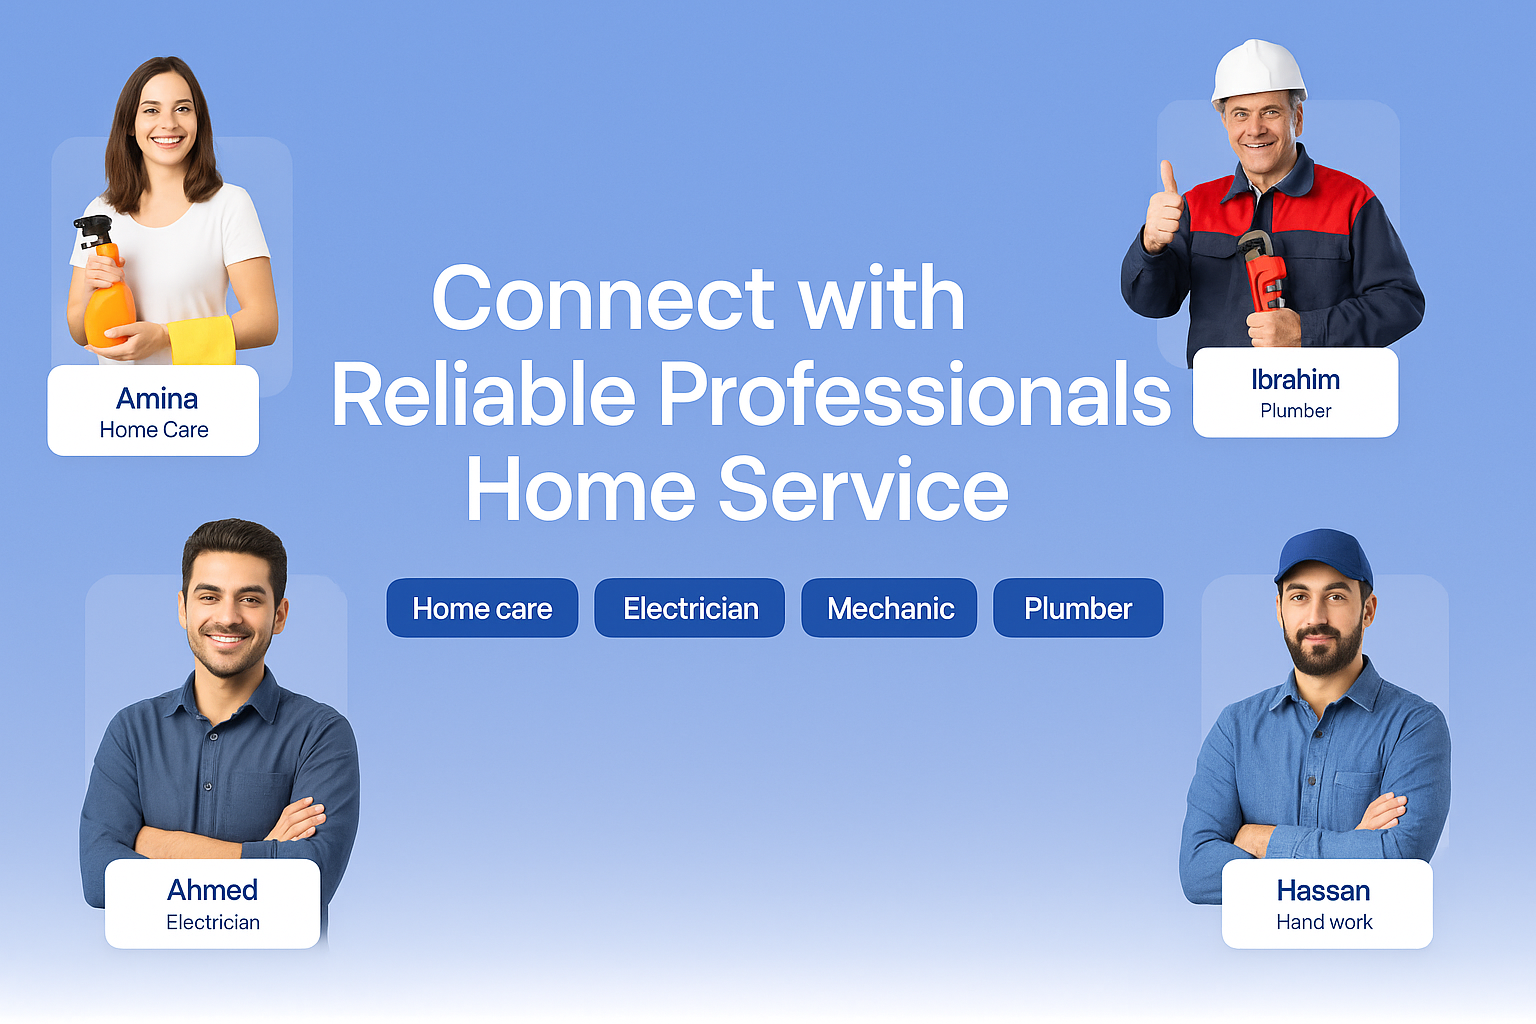 Connect with
Reliable Professionals
Home Service
Home care
Electrician
Mechanic
Plumber
Amina
Home Care
Ibrahim
Plumber
Ahmed
Electrician
Hassan
Hand work